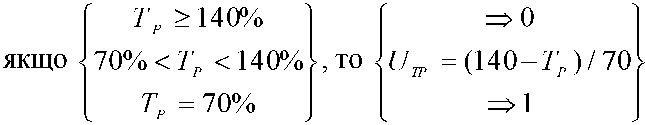 якщо { T_P ≥ 140% ; 70% < T_P < 140% ; T_P = 70% }, то { ⇒ 0 ; U_TP = (140 − T_P) / 70 ; ⇒ 1 }